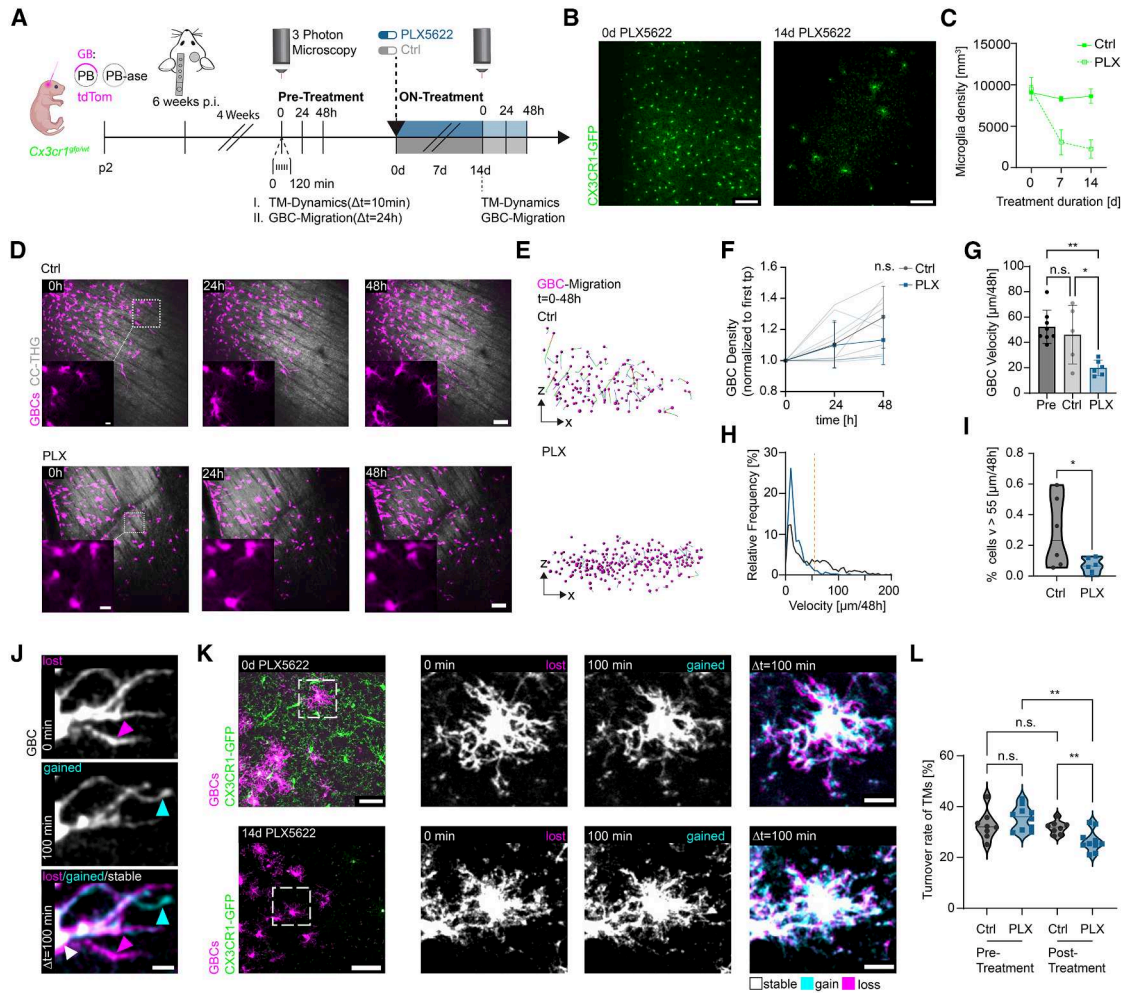 A
GB:
PB
PB-ase
tdTom
Cx3cr1gfp/wt
6 weeks p.i.
3 Photon
Microscopy
PLX5622
Ctrl
Pre-Treatment
ON-Treatment
4 Weeks
0
24
48h
0
24
48h
p2
0
120 min
0d
7d
14d
I. TM-Dynamics(Δt=10min)
II. GBC-Migration(Δt=24h)
TM-Dynamics
GBC-Migration
B
0d PLX5622
14d PLX5622
CX3CR1-GFP
C
Microglia density [mm³]
15000
10000
5000
0
0
7
14
Treatment duration [d]
Ctrl
PLX
D
Ctrl
0h
24h
48h
GBCs CC-THG
PLX
0h
24h
48h
E
GBC-Migration
t=0-48h
Ctrl
Z
X
PLX
Z
X
F
GBC Density
(normalized to first tp)
1.6
1.4
1.2
1.0
0.8
0
24
48
time [h]
n.s.
Ctrl
PLX
G
GBC Velocity [μm/48h]
100
80
60
40
20
0
**
n.s.
*
Pre
Ctrl
PLX
H
Relative Frequency [%]
30
20
10
0
0
100
200
Velocity [μm/48h]
I
% cells v > 55 [μm/48h]
0.8
0.6
0.4
0.2
0.0
*
Ctrl
PLX
J
GBC
lost
0 min
gained
100 min
lost/gained/stable
Δt=100 min
K
0d PLX5622
GBCs
CX3CR1-GFP
0 min
lost
100 min
gained
Δt=100 min
14d PLX5622
GBCs
CX3CR1-GFP
0 min
lost
100 min
gained
Δt=100 min
stable
gain
loss
L
Turnover rate of TMs [%]
60
40
20
0
**
n.s.
n.s.
**
Ctrl
PLX
Ctrl
PLX
Pre-
Treatment
Post-
Treatment